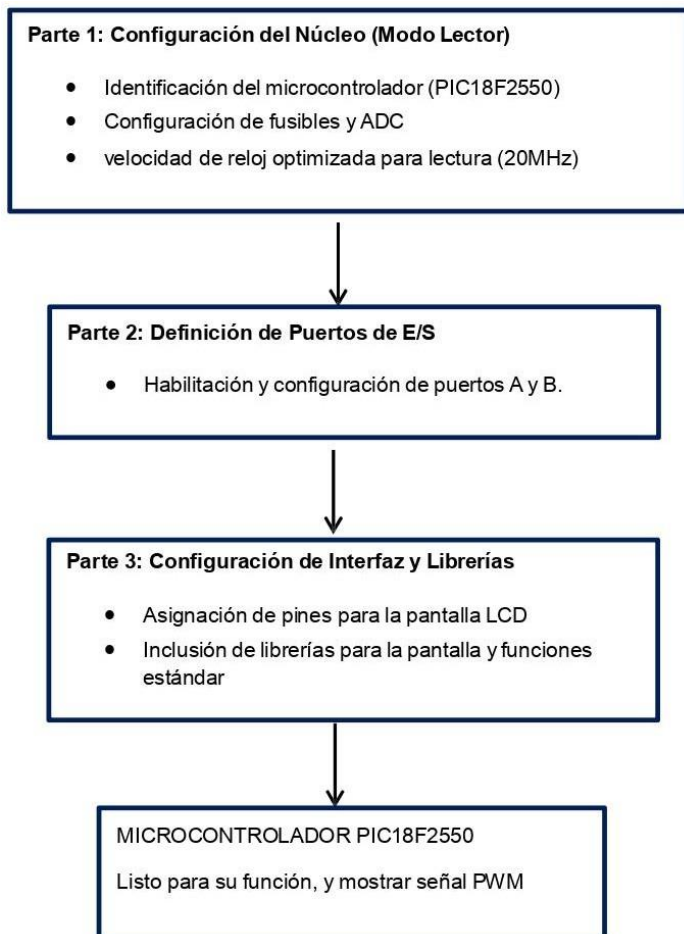 Parte 1: Configuración del Núcleo (Modo Lector)
● Identificación del microcontrolador (PIC18F2550)
● Configuración de fusibles y ADC
● velocidad de reloj optimizada para lectura (20MHz)
Parte 2: Definición de Puertos de E/S
● Habilitación y configuración de puertos A y B.
Parte 3: Configuración de Interfaz y Librerías
● Asignación de pines para la pantalla LCD
● Inclusión de librerías para la pantalla y funciones
estándar
MICROCONTROLADOR PIC18F2550
Listo para su función, y mostrar señal PWM